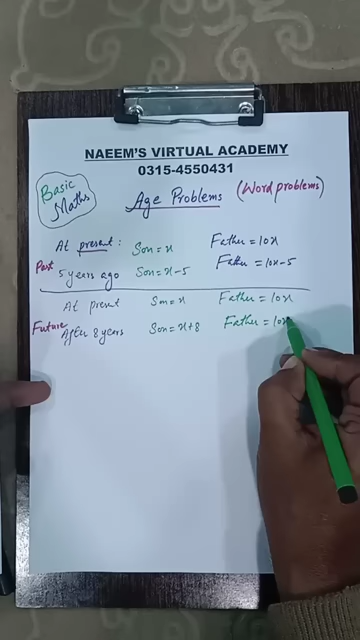 NAEEM's VIRTUAL ACADEMY
0315-4550431
Basic Maths
Age Problems (Word problems)
At present: Son = x Father = 10x
Past
5 years ago Son = x-5 Father = 10x-5
At present Son = x Father = 10x
Future
After 8 years Son = x+8 Father = 10x